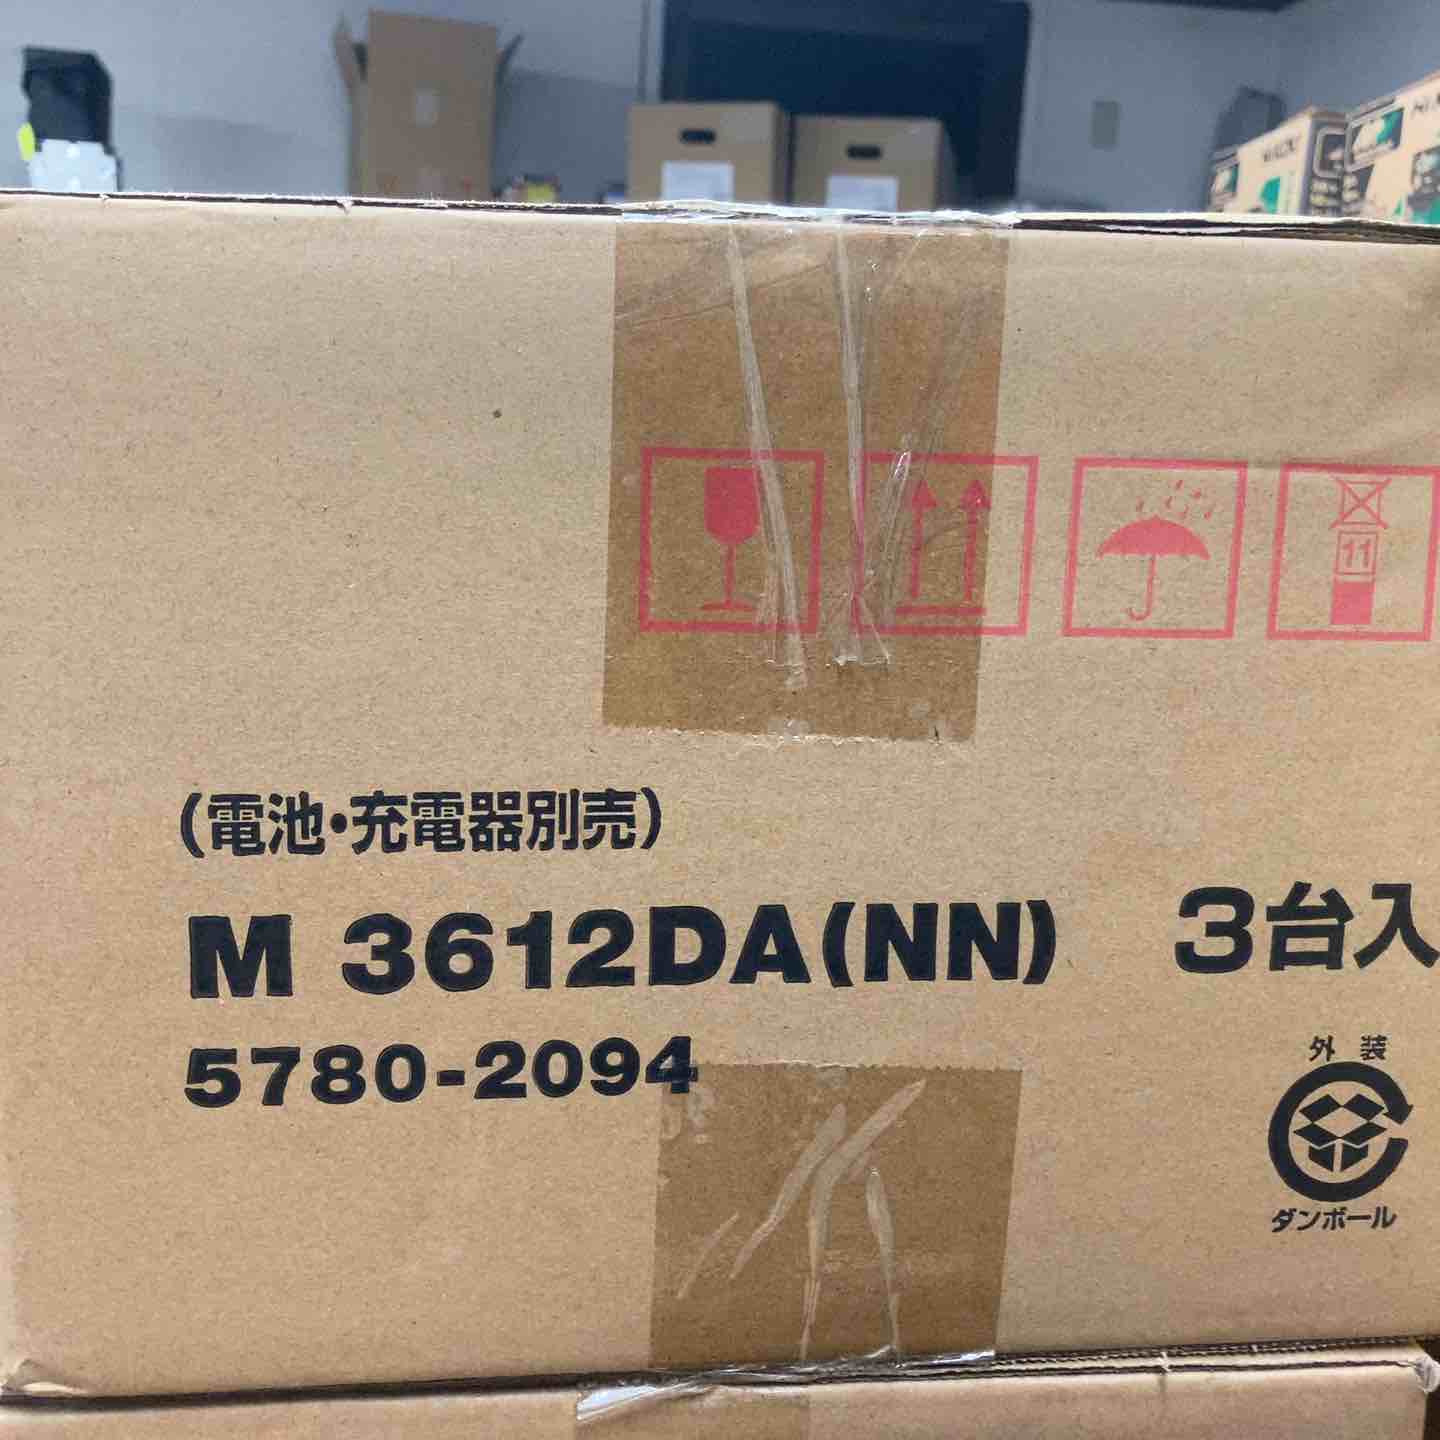 11
(電池・充電器別売)
M 3612DA(NN) 3台入
5780-2094
外装
ダンボール